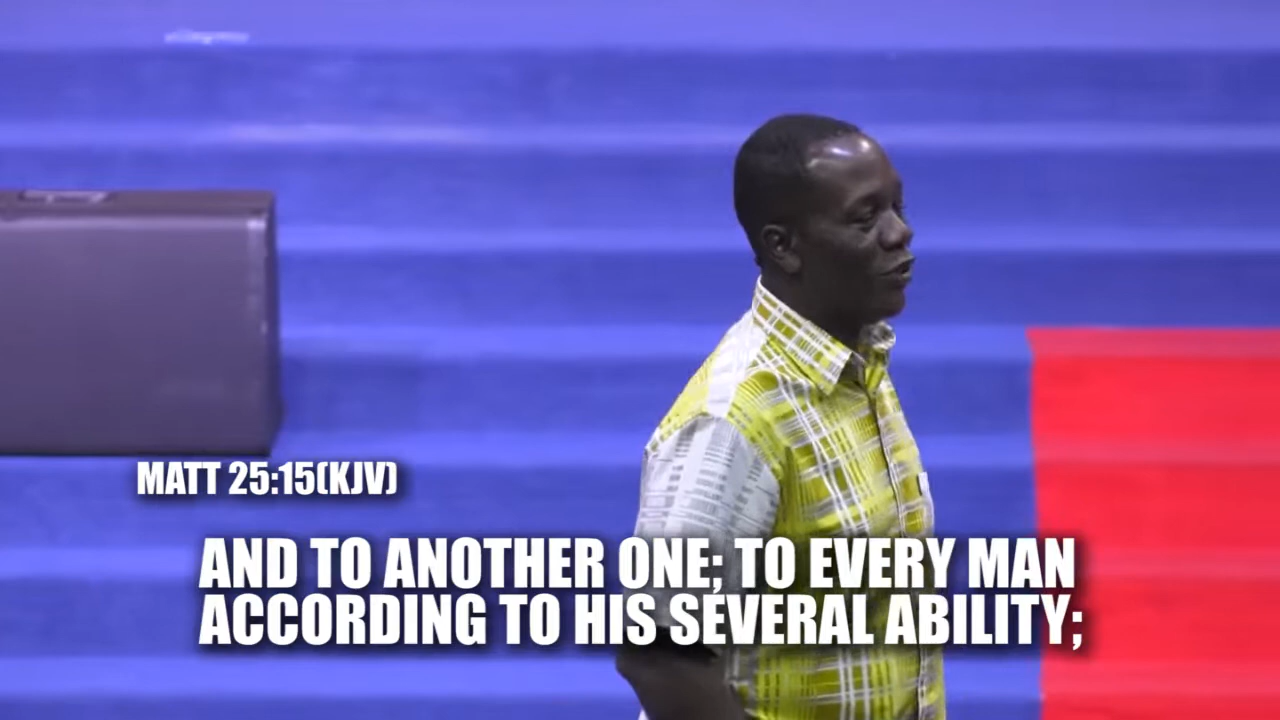 MATT 25:15(KJV)
AND TO ANOTHER ONE; TO EVERY MAN
ACCORDING TO HIS SEVERAL ABILITY;